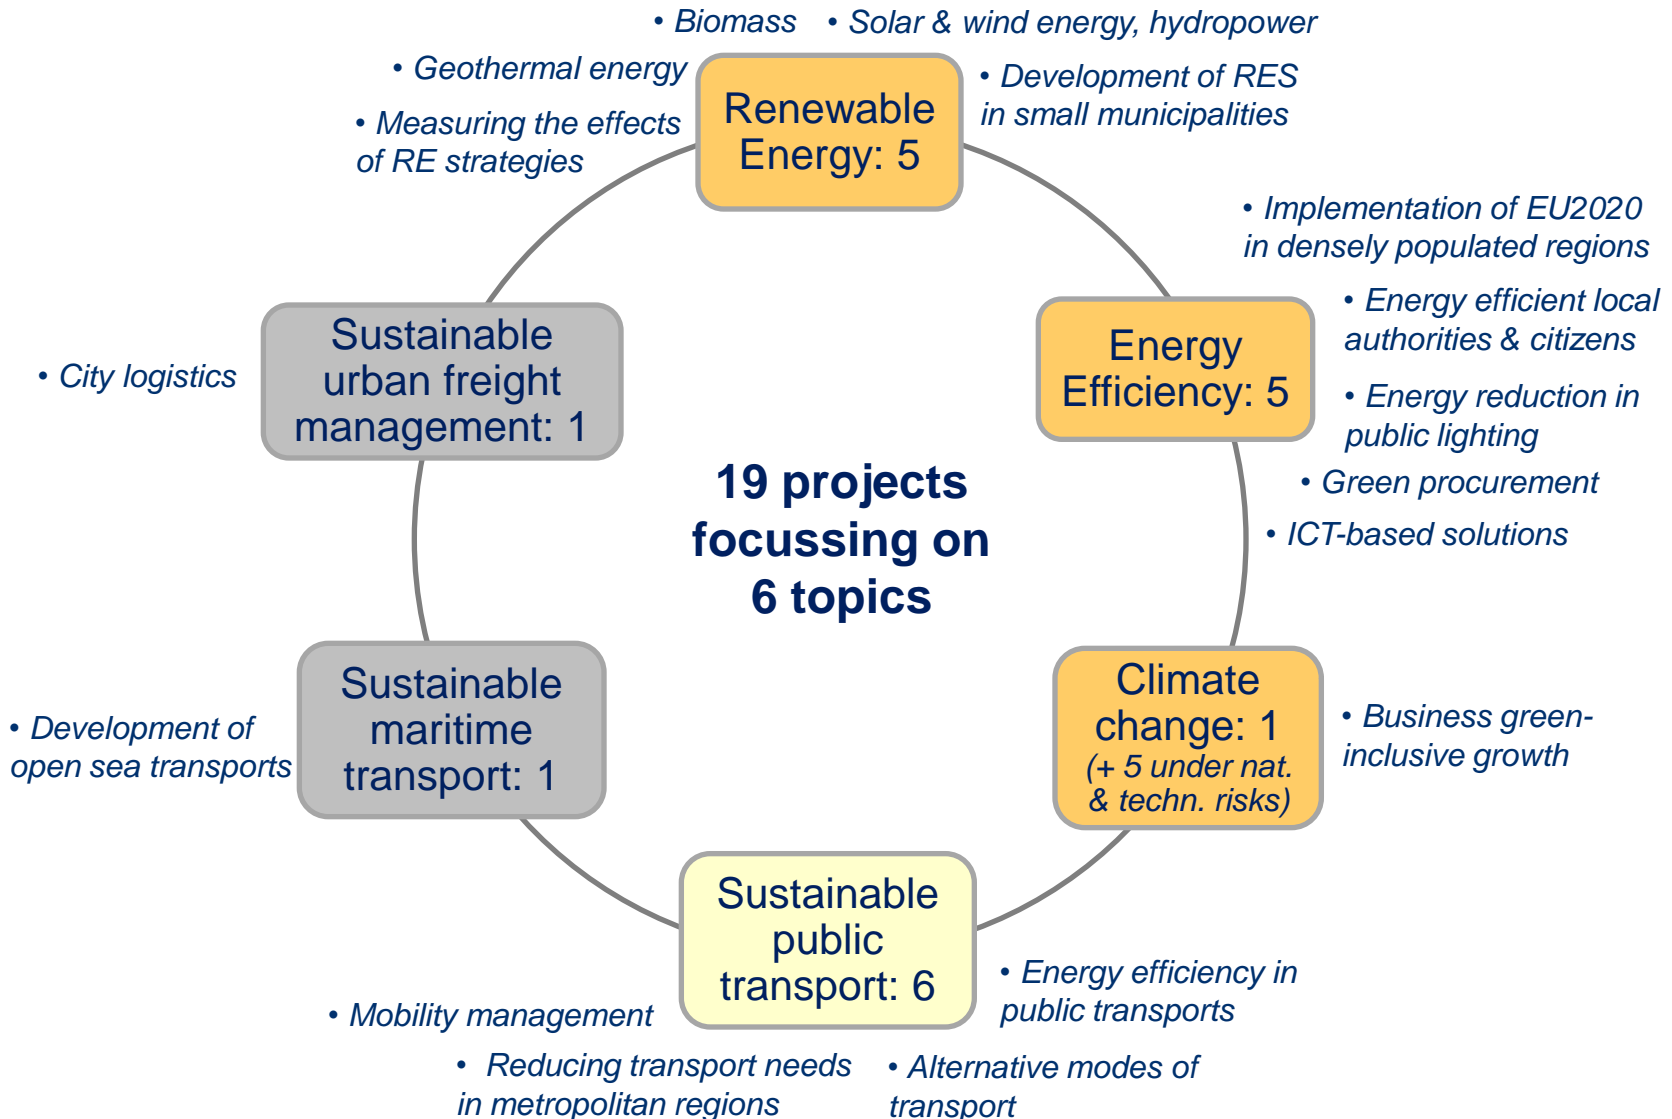 • Biomass
• Solar & wind energy, hydropower
• Geothermal energy
• Measuring the effects
of RE strategies
Renewable
Energy: 5
• Development of RES
in small municipalities
• Implementation of EU2020
in densely populated regions
• Energy efficient local
authorities & citizens
Energy
Efficiency: 5
• Energy reduction in
public lighting
• Green procurement
• ICT-based solutions
Sustainable
urban freight
management: 1
• City logistics
19 projects
focussing on
6 topics
Climate
change: 1
(+ 5 under nat.
& techn. risks)
• Business green-
inclusive growth
Sustainable
maritime
transport: 1
• Development of
open sea transports
Sustainable
public
transport: 6
• Energy efficiency in
public transports
• Mobility management
• Reducing transport needs
in metropolitan regions
• Alternative modes of
transport